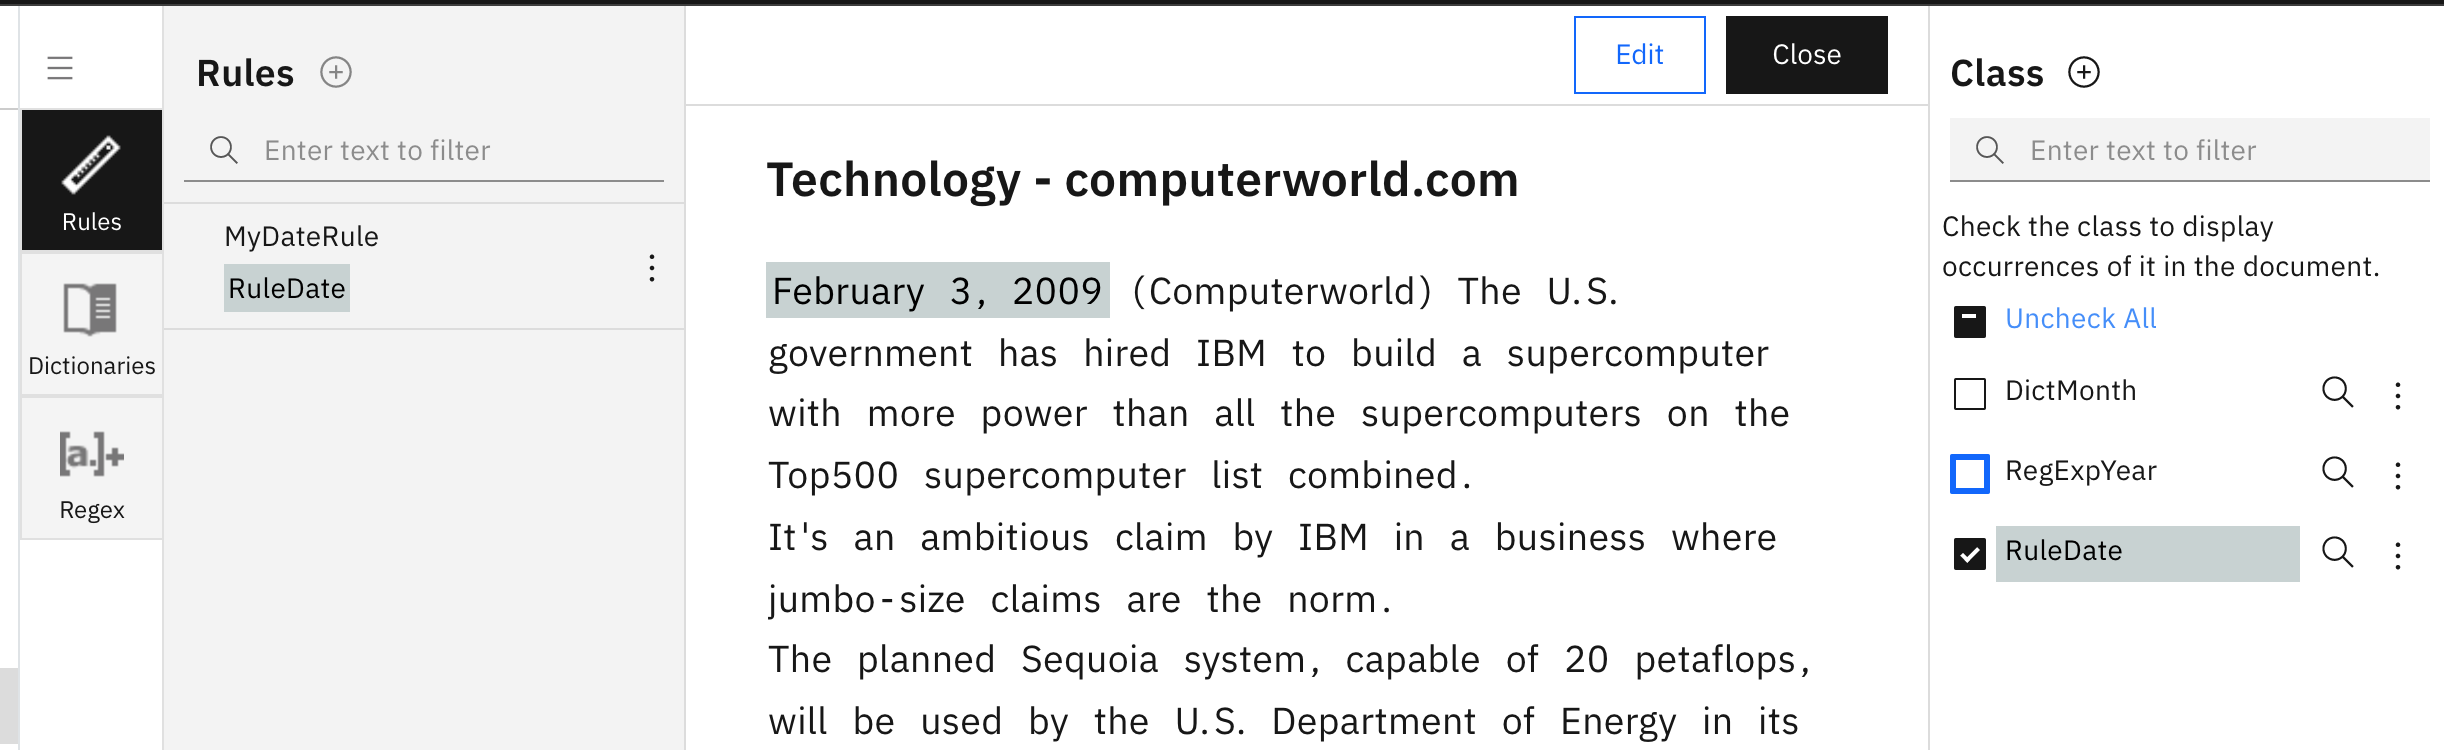 Rules
Dictionaries
[a.]+
Regex
Rules
Enter text to filter
MyDateRule
RuleDate
Edit
Close
Technology - computerworld.com
February 3, 2009 (Computerworld) The U.S.
government has hired IBM to build a supercomputer
with more power than all the supercomputers on the
Top500 supercomputer list combined.
It's an ambitious claim by IBM in a business where
jumbo-size claims are the norm.
The planned Sequoia system, capable of 20 petaflops,
will be used by the U.S. Department of Energy in its
Class
Enter text to filter
Check the class to display
occurrences of it in the document.
Uncheck All
DictMonth
RegExpYear
RuleDate